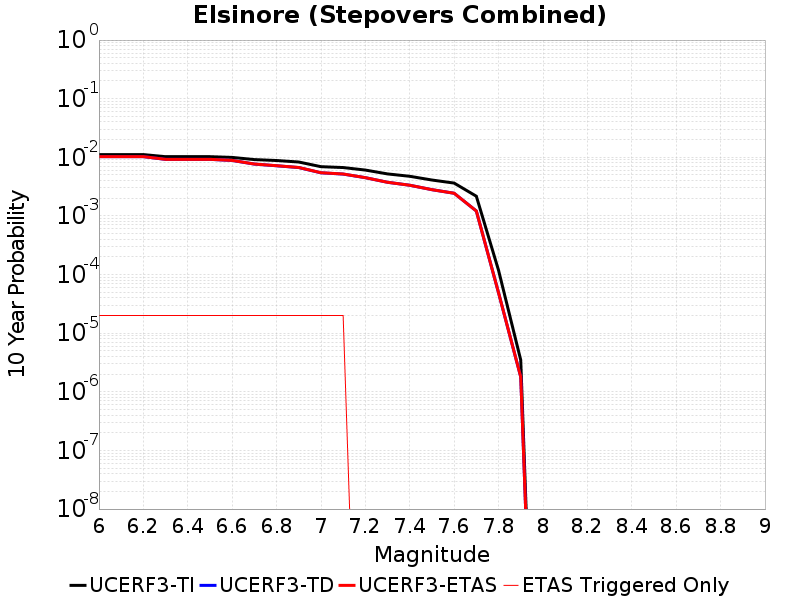 Elsinore (Stepovers Combined)
10^0
10^-1
10^-2
10^-3
10^-4
10^-5
10^-6
10^-7
10^-8
10 Year Probability
6 6.2 6.4 6.6 6.8 7 7.2 7.4 7.6 7.8 8 8.2 8.4 8.6 8.8 9
Magnitude
UCERF3-TI UCERF3-TD UCERF3-ETAS ETAS Triggered Only